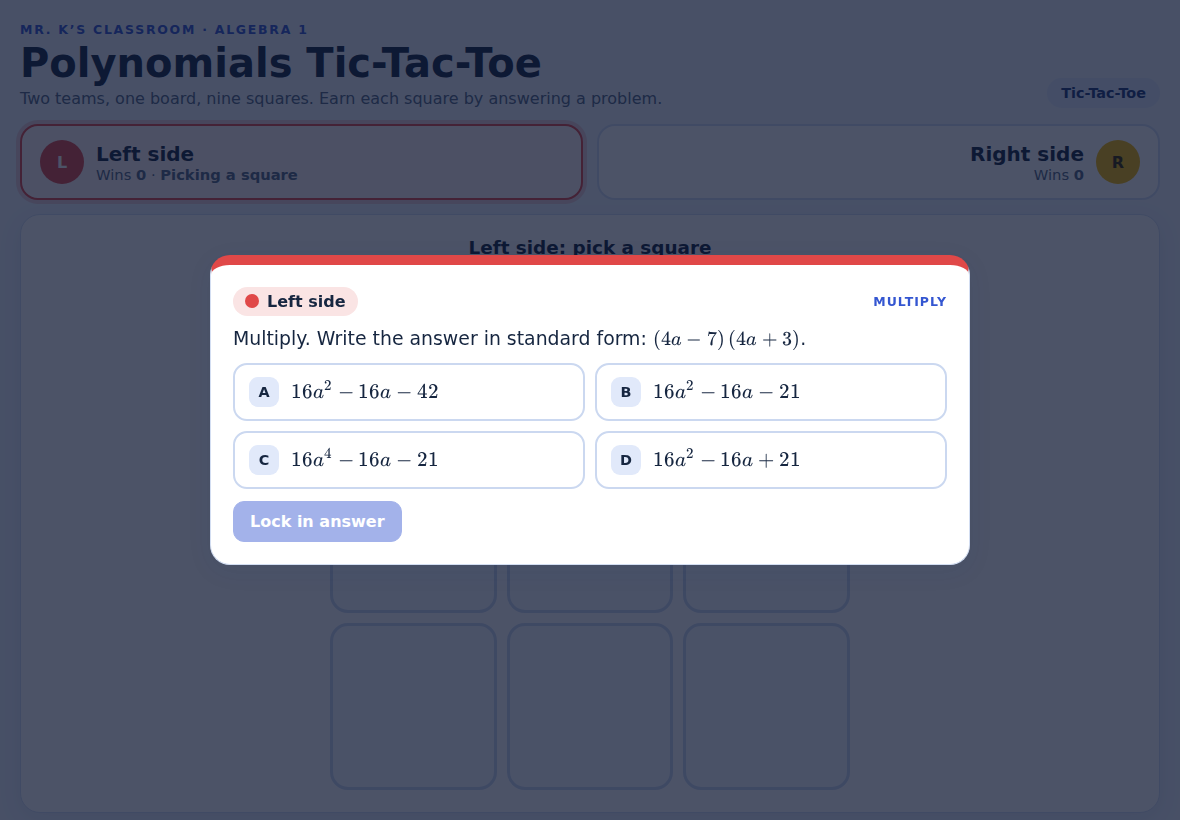 MR. K'S CLASSROOM · ALGEBRA 1
Polynomials Tic-Tac-Toe
Two teams, one board, nine squares. Earn each square by answering a problem.
Tic-Tac-Toe
L
Left side
Wins 0 · Picking a square
Right side
Wins 0
R
Left side: pick a square
Left side
MULTIPLY
Multiply. Write the answer in standard form: (4a − 7)(4a + 3).
A 16a² − 16a − 42
B 16a² − 16a − 21
C 16a⁴ − 16a − 21
D 16a² − 16a + 21
Lock in answer